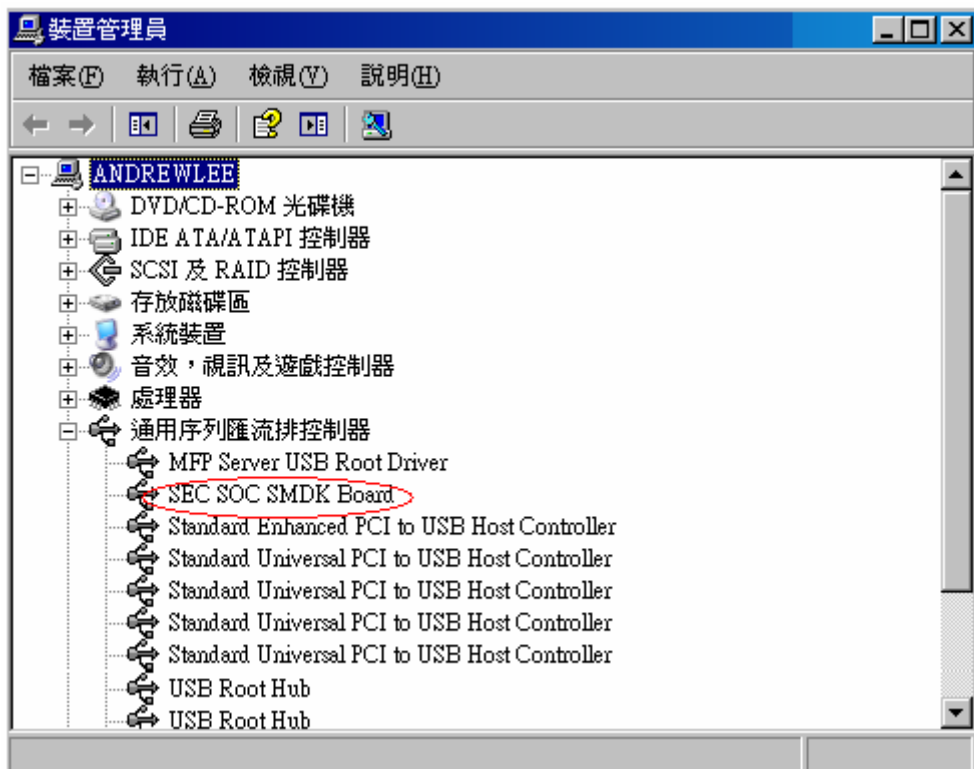 裝置管理員
檔案(F) 執行(A) 檢視(V) 說明(H)
ANDREWLEE
DVD/CD-ROM 光碟機
IDE ATA/ATAPI 控制器
SCSI 及 RAID 控制器
存放磁碟區
系統裝置
音效，視訊及遊戲控制器
處理器
通用序列匯流排控制器
MFP Server USB Root Driver
SEC SOC SMDK Board
Standard Enhanced PCI to USB Host Controller
Standard Universal PCI to USB Host Controller
Standard Universal PCI to USB Host Controller
Standard Universal PCI to USB Host Controller
Standard Universal PCI to USB Host Controller
USB Root Hub
USB Root Hub